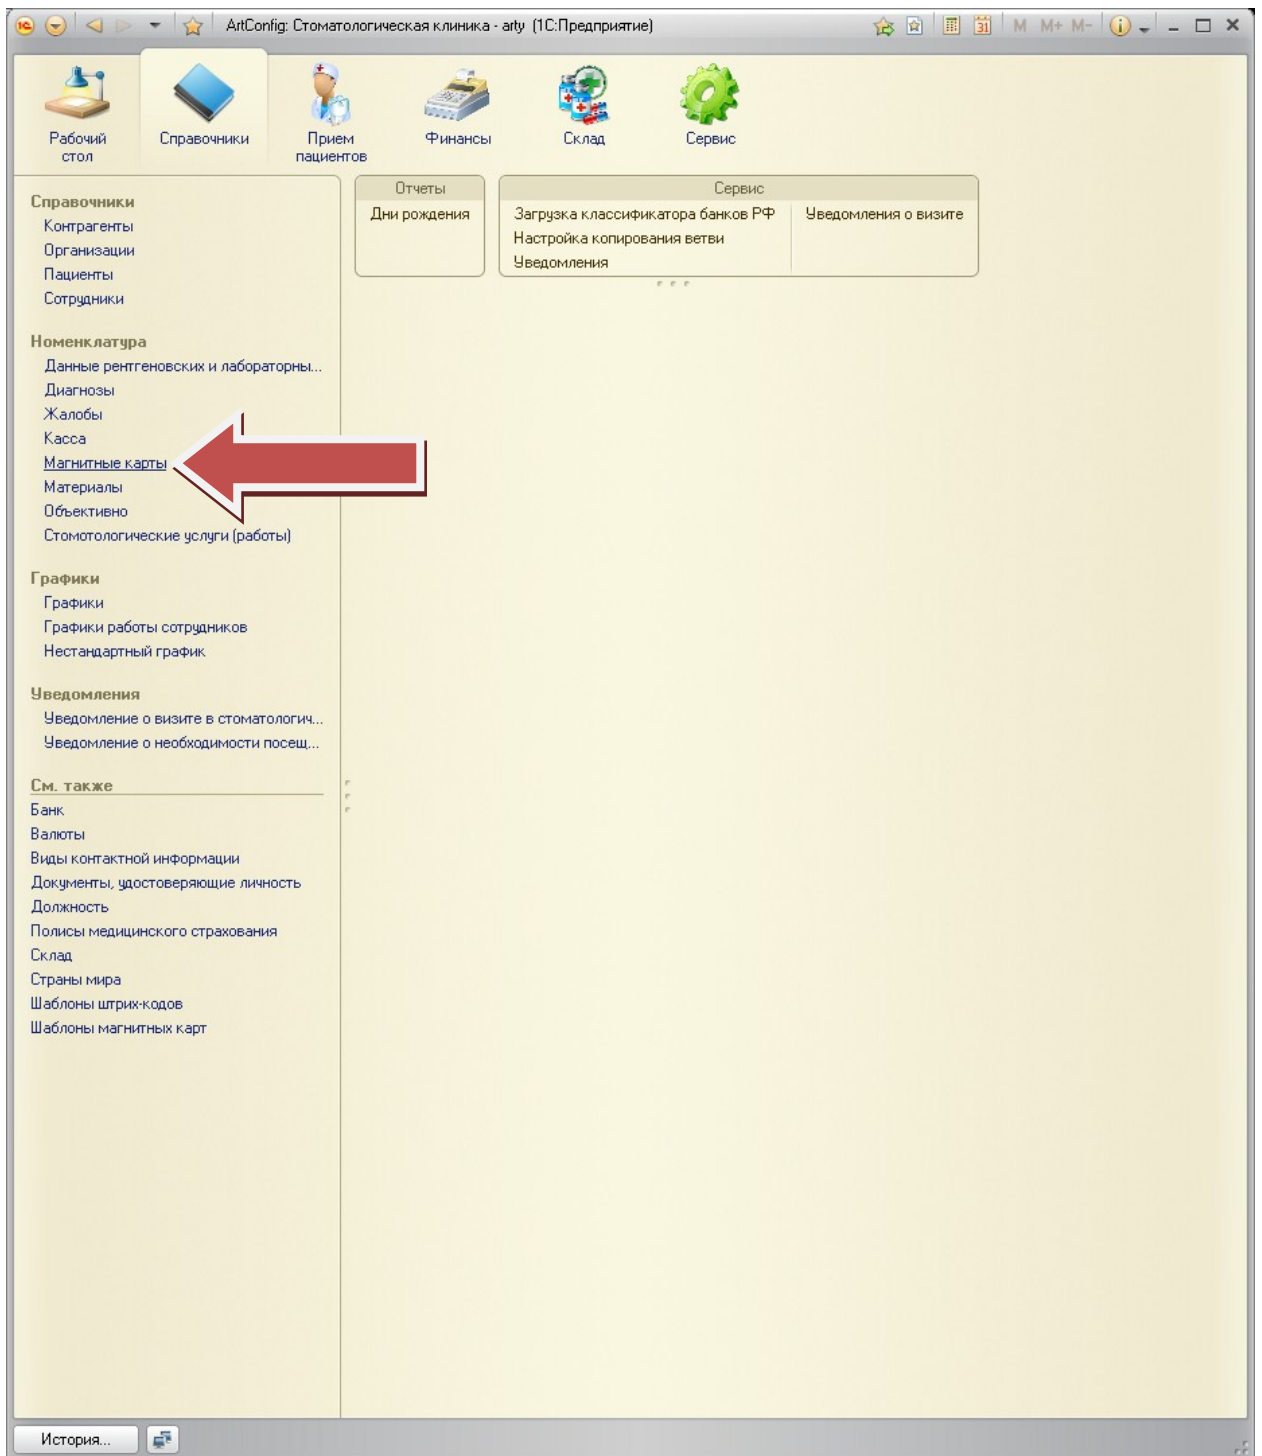 ArtConfig: Стоматологическая клиника - arty (1С:Предприятие)
31 M M+ M-
Рабочий стол
Справочники
Прием пациентов
Финансы
Склад
Сервис
Справочники
Контрагенты
Организации
Пациенты
Сотрудники
Номенклатура
Данные рентгеновских и лабораторны...
Диагнозы
Жалобы
Касса
Магнитные карты
Материалы
Объективно
Стомотологические услуги (работы)
Графики
Графики
Графики работы сотрудников
Нестандартный график
Уведомления
Уведомление о визите в стоматологич...
Уведомление о необходимости посещ...
См. также
Банк
Валюты
Виды контактной информации
Документы, удостоверяющие личность
Должность
Полисы медицинского страхования
Склад
Страны мира
Шаблоны штрих-кодов
Шаблоны магнитных карт
Отчеты
Дни рождения
Сервис
Загрузка классификатора банков РФ
Настройка копирования ветви
Уведомления
Уведомления о визите
История...